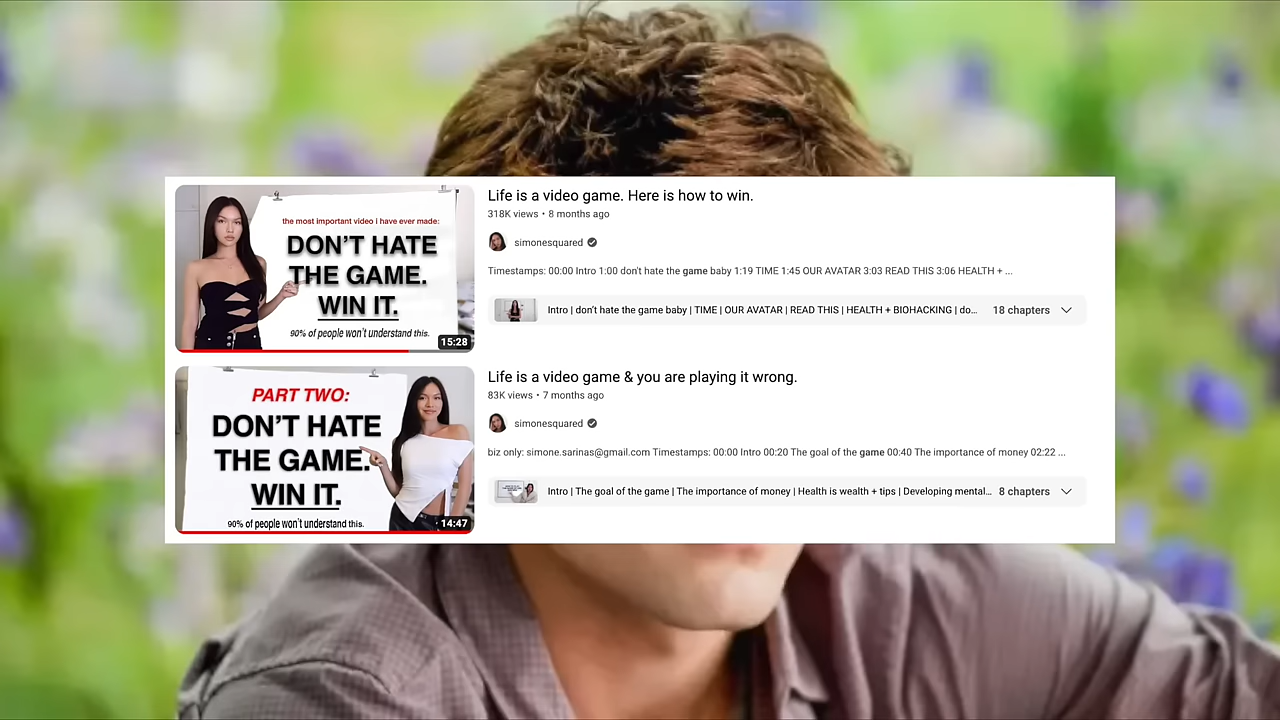 the most important video i have ever made:
DON'T HATE
THE GAME.
WIN IT.
90% of people won't understand this.
15:28
Life is a video game. Here is how to win.
318K views • 8 months ago
simonesquared
Timestamps: 00:00 Intro 1:00 don't hate the game baby 1:19 TIME 1:45 OUR AVATAR 3:03 READ THIS 3:06 HEALTH + ...
Intro | don't hate the game baby | TIME | OUR AVATAR | READ THIS | HEALTH + BIOHACKING | do...
18 chapters
PART TWO:
DON'T HATE
THE GAME.
WIN IT.
90% of people won't understand this.
14:47
Life is a video game & you are playing it wrong.
83K views • 7 months ago
simonesquared
biz only: simone.sarinas@gmail.com Timestamps: 00:00 Intro 00:20 The goal of the game 00:40 The importance of money 02:22 ...
Intro | The goal of the game | The importance of money | Health is wealth + tips | Developing mental...
8 chapters